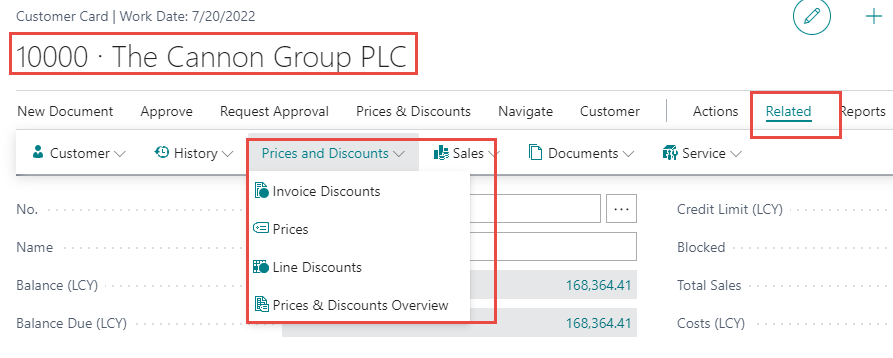 Customer Card | Work Date: 7/20/2022
10000 · The Cannon Group PLC
New Document Approve Request Approval Prices & Discounts Navigate Customer Actions Related Reports
Customer History Prices and Discounts Sales Documents Service
Invoice Discounts
No. ... Credit Limit (LCY)
Prices
Name Blocked
Line Discounts
Balance (LCY) 168,364.41 Total Sales
Prices & Discounts Overview
Balance Due (LCY) 168,364.41 Costs (LCY)